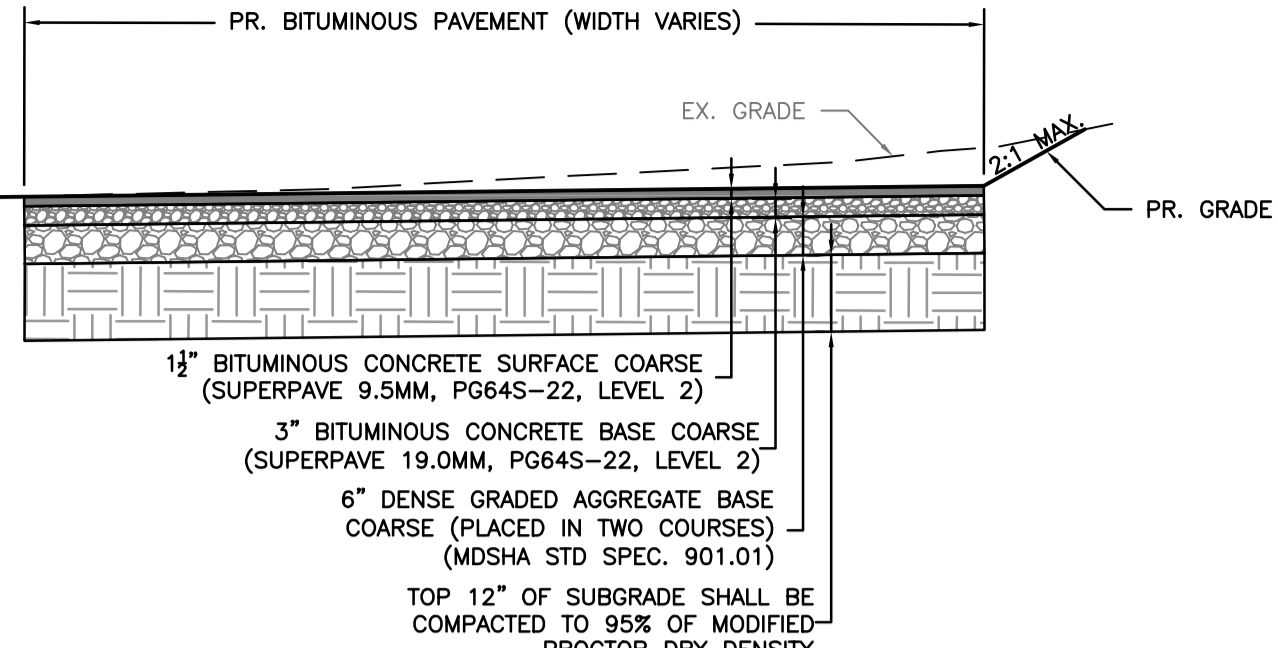 PR. BITUMINOUS PAVEMENT (WIDTH VARIES)
EX. GRADE
2:1 MAX.
PR. GRADE
1½" BITUMINOUS CONCRETE SURFACE COARSE
(SUPERPAVE 9.5MM, PG64S-22, LEVEL 2)
3" BITUMINOUS CONCRETE BASE COARSE
(SUPERPAVE 19.0MM, PG64S-22, LEVEL 2)
6" DENSE GRADED AGGREGATE BASE
COARSE (PLACED IN TWO COURSES)
(MDSHA STD SPEC. 901.01)
TOP 12" OF SUBGRADE SHALL BE
COMPACTED TO 95% OF MODIFIED
PROCTOR DRY DENSITY